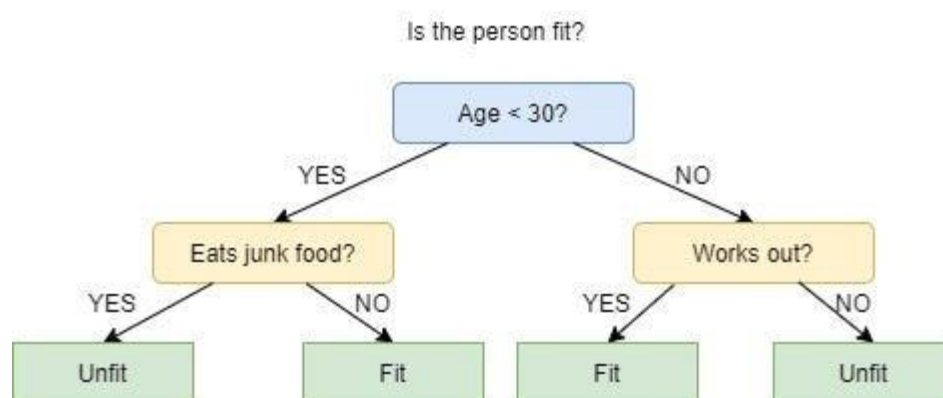 Is the person fit?
Age < 30?
YES
NO
Eats junk food?
Works out?
YES
NO
YES
NO
Unfit
Fit
Fit
Unfit